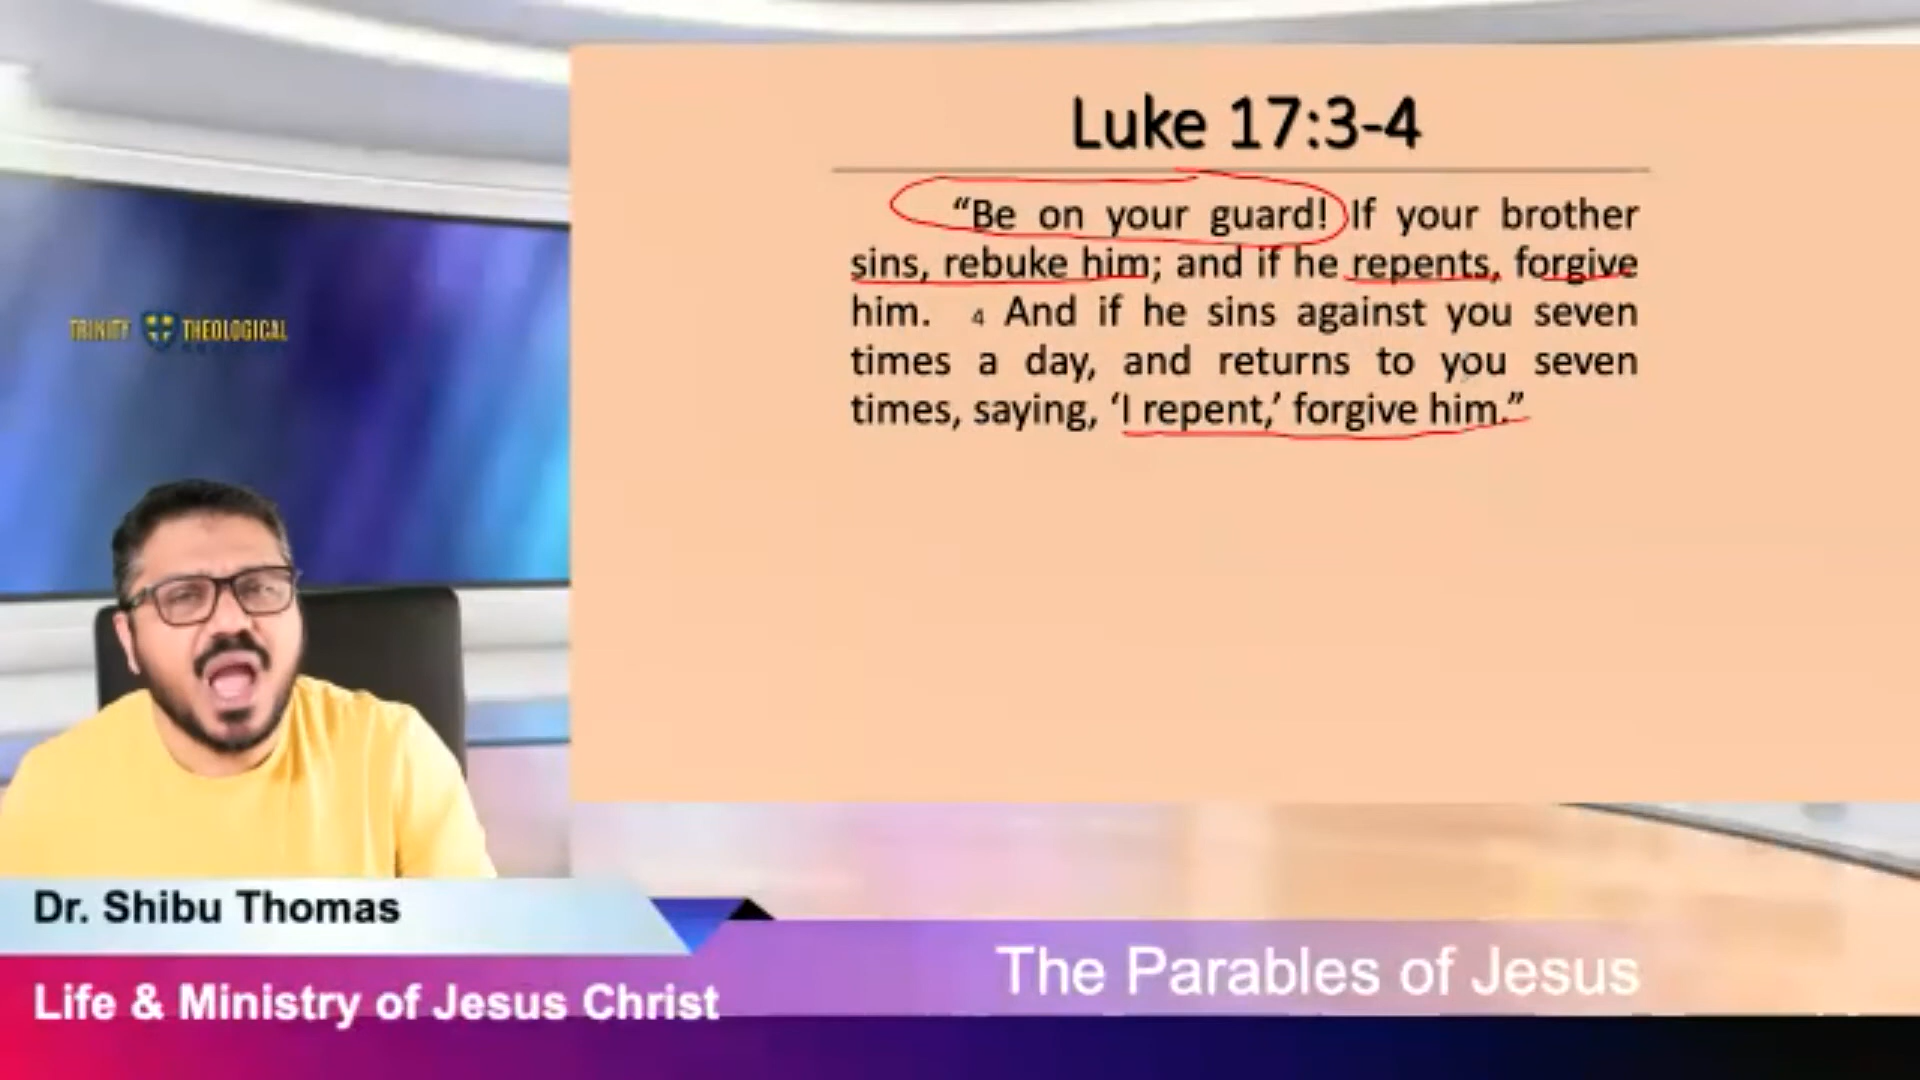 Luke 17:3-4
“Be on your guard! If your brother
sins, rebuke him; and if he repents, forgive
him. 4 And if he sins against you seven
times a day, and returns to you seven
times, saying, ‘I repent,’ forgive him.”
TRINITY THEOLOGICAL
Dr. Shibu Thomas
Life & Ministry of Jesus Christ
The Parables of Jesus